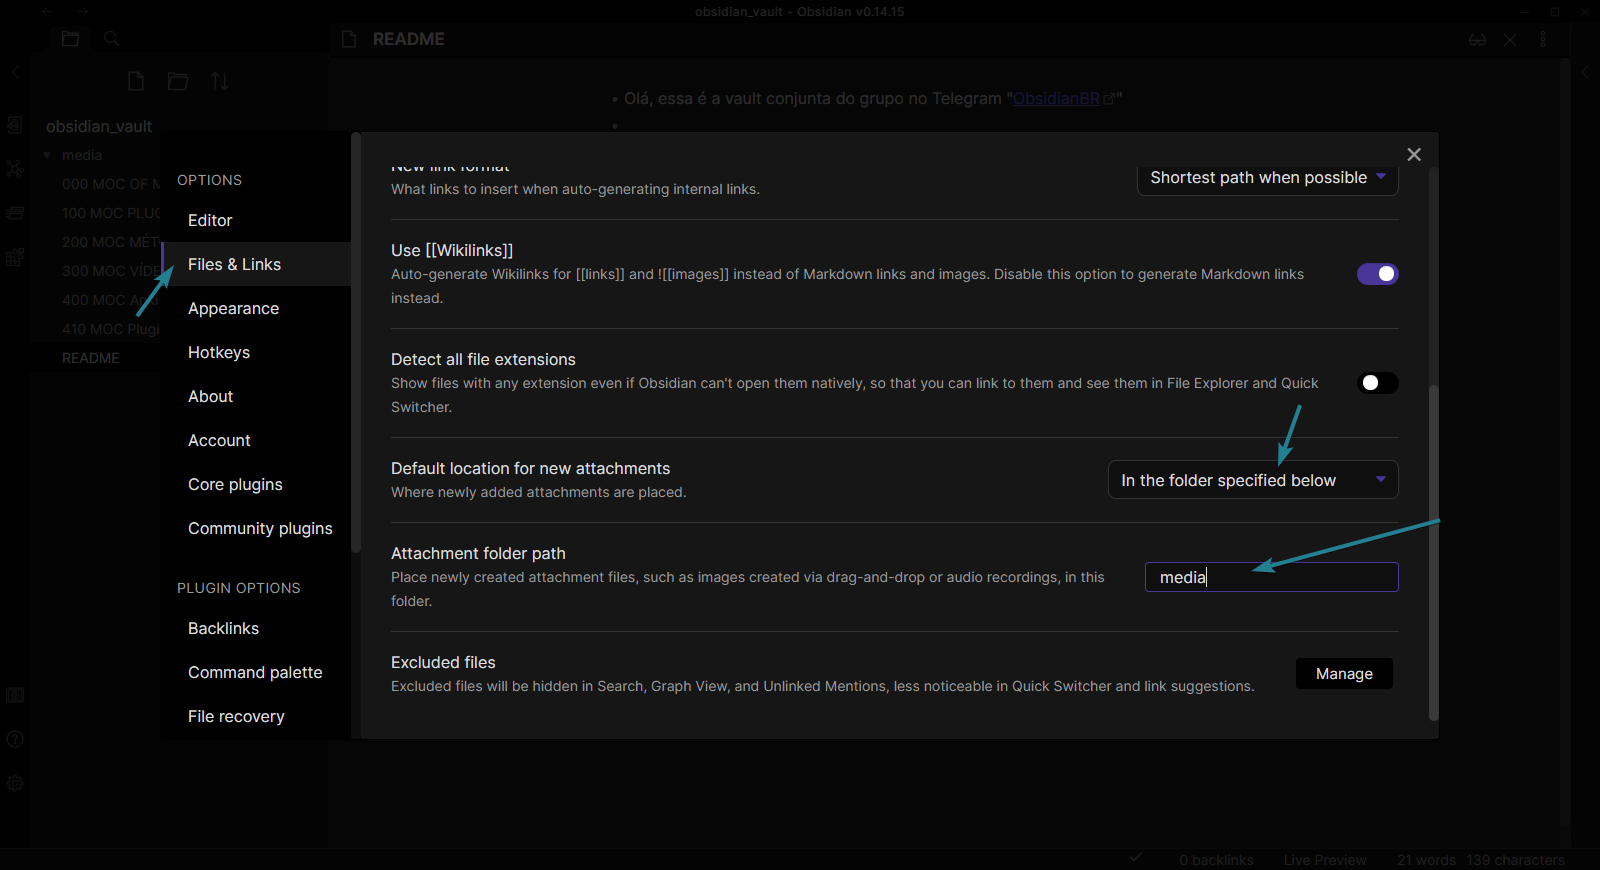 obsidian_vault - Obsidian v0.14.15
README
• Olá, essa é a vault conjunta do grupo no Telegram "ObsidianBR"
•
obsidian_vault
media
000 MOC OF M
100 MOC PLUG
200 MOC MÉT
300 MOC VÍDE
400 MOC
410 MOC Plugi
README
OPTIONS
Editor
Files & Links
Appearance
Hotkeys
About
Account
Core plugins
Community plugins
PLUGIN OPTIONS
Backlinks
Command palette
File recovery
New link format
What links to insert when auto-generating internal links.
Shortest path when possible
Use [[Wikilinks]]
Auto-generate Wikilinks for [[links]] and ![[images]] instead of Markdown links and images. Disable this option to generate Markdown links
instead.
Detect all file extensions
Show files with any extension even if Obsidian can't open them natively, so that you can link to them and see them in File Explorer and Quick
Switcher.
Default location for new attachments
Where newly added attachments are placed.
In the folder specified below
Attachment folder path
Place newly created attachment files, such as images created via drag-and-drop or audio recordings, in this
folder.
media
Excluded files
Excluded files will be hidden in Search, Graph View, and Unlinked Mentions, less noticeable in Quick Switcher and link suggestions.
Manage
0 backlinks
Live Preview
21 words
139 characters